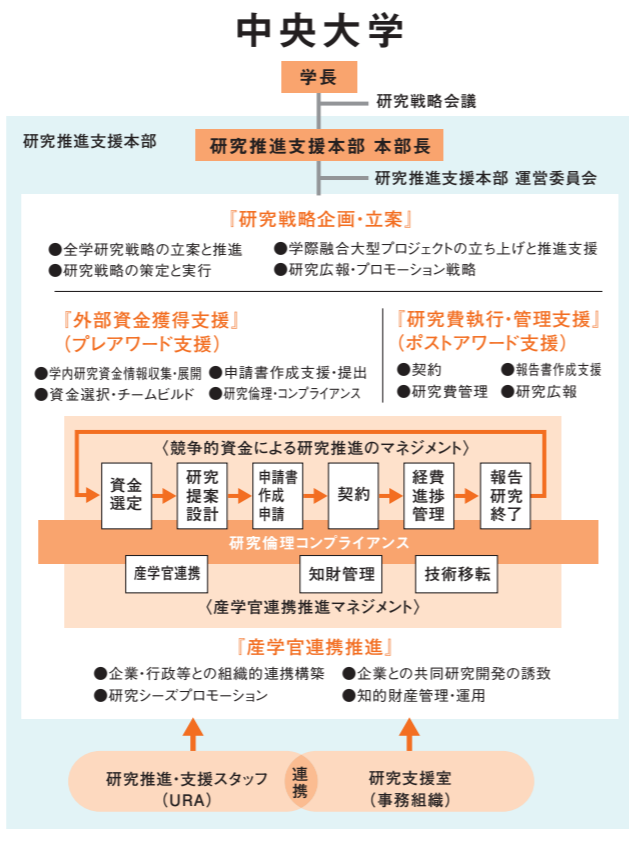 中央大学
学長
研究戦略会議
研究推進支援本部
研究推進支援本部 本部長
研究推進支援本部 運営委員会
『研究戦略企画・立案』
●全学研究戦略の立案と推進
●学際融合大型プロジェクトの立ち上げと推進支援
●研究戦略の策定と実行
●研究広報・プロモーション戦略
『外部資金獲得支援』
(プレアワード支援)
●学内研究資金情報収集・展開
●申請書作成支援・提出
●資金選択・チームビルド
●研究倫理・コンプライアンス
『研究費執行・管理支援』
(ポストアワード支援)
●契約
●報告書作成支援
●研究費管理
●研究広報
〈競争的資金による研究推進のマネジメント〉
資金
選定
研究
提案
設計
申請書
作成
申請
契約
経費
進捗
管理
報告
研究
終了
研究倫理コンプライアンス
産学官連携
知財管理
技術移転
〈産学官連携推進マネジメント〉
『産学官連携推進』
●企業・行政等との組織的連携構築
●企業との共同研究開発の誘致
●研究シーズプロモーション
●知的財産管理・運用
研究推進・支援スタッフ
(URA)
連
携
研究支援室
(事務組織)